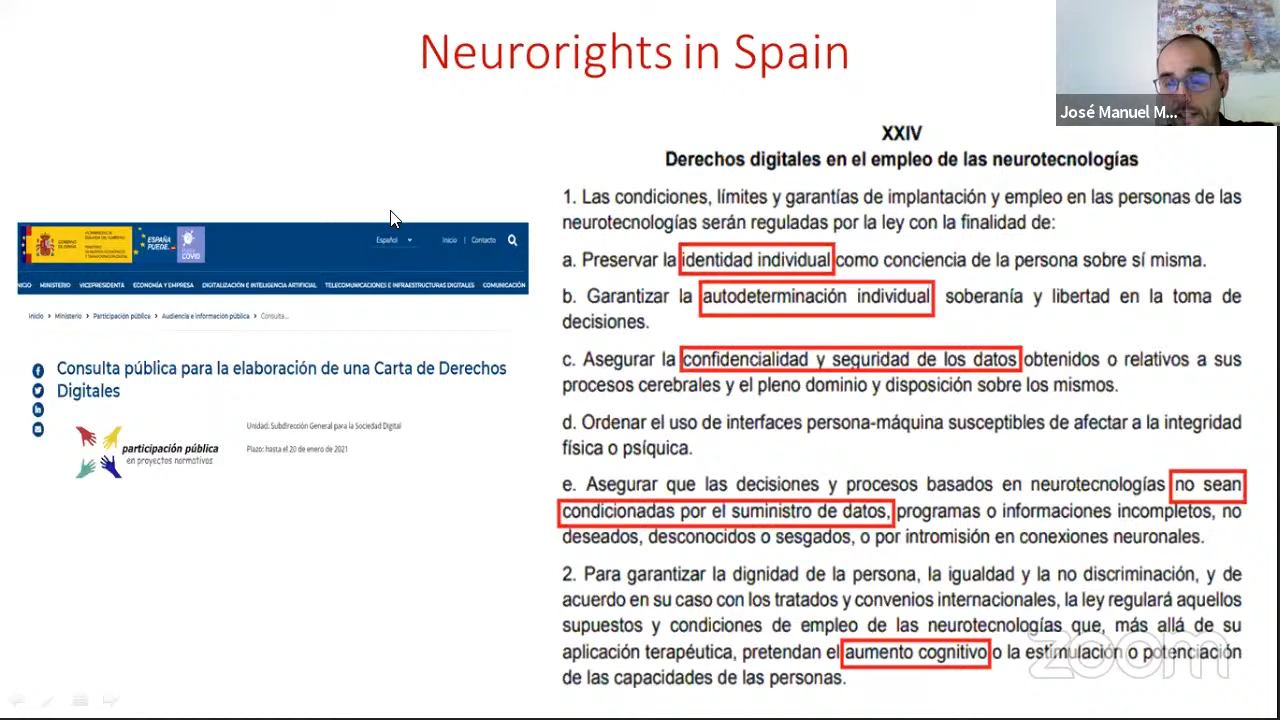 Neurorights in Spain
José Manuel M...
ESPAÑA
PUEDE.
COVID
Español
Inicio | Contacto
MINISTERIO VICEPRESIDENTA ECONOMÍA Y EMPRESA DIGITALIZACIÓN E INTELIGENCIA ARTIFICIAL TELECOMUNICACIONES E INFRAESTRUCTURAS DIGITALES COMUNICACIÓN
Inicio > Ministerio > Participación pública > Audiencia e información pública > Consulta...
Consulta pública para la elaboración de una Carta de Derechos
Digitales
participación pública
en proyectos normativos
Unidad: Subdirección General para la Sociedad Digital
Plazo: hasta el 20 de enero de 2021
XXIV
Derechos digitales en el empleo de las neurotecnologías
1. Las condiciones, límites y garantías de implantación y empleo en las personas de las
neurotecnologías serán reguladas por la ley con la finalidad de:
a. Preservar la identidad individual como conciencia de la persona sobre sí misma.
b. Garantizar la autodeterminación individual soberanía y libertad en la toma de
decisiones.
c. Asegurar la confidencialidad y seguridad de los datos obtenidos o relativos a sus
procesos cerebrales y el pleno dominio y disposición sobre los mismos.
d. Ordenar el uso de interfaces persona-máquina susceptibles de afectar a la integridad
física o psíquica.
e. Asegurar que las decisiones y procesos basados en neurotecnologías no sean
condicionadas por el suministro de datos, programas o informaciones incompletos, no
deseados, desconocidos o sesgados, o por intromisión en conexiones neuronales.
2. Para garantizar la dignidad de la persona, la igualdad y la no discriminación, y de
acuerdo en su caso con los tratados y convenios internacionales, la ley regulará aquellos
supuestos y condiciones de empleo de las neurotecnologías que, más allá de su
aplicación terapéutica, pretendan el aumento cognitivo o la estimulación o potenciación
de las capacidades de las personas.
zoom